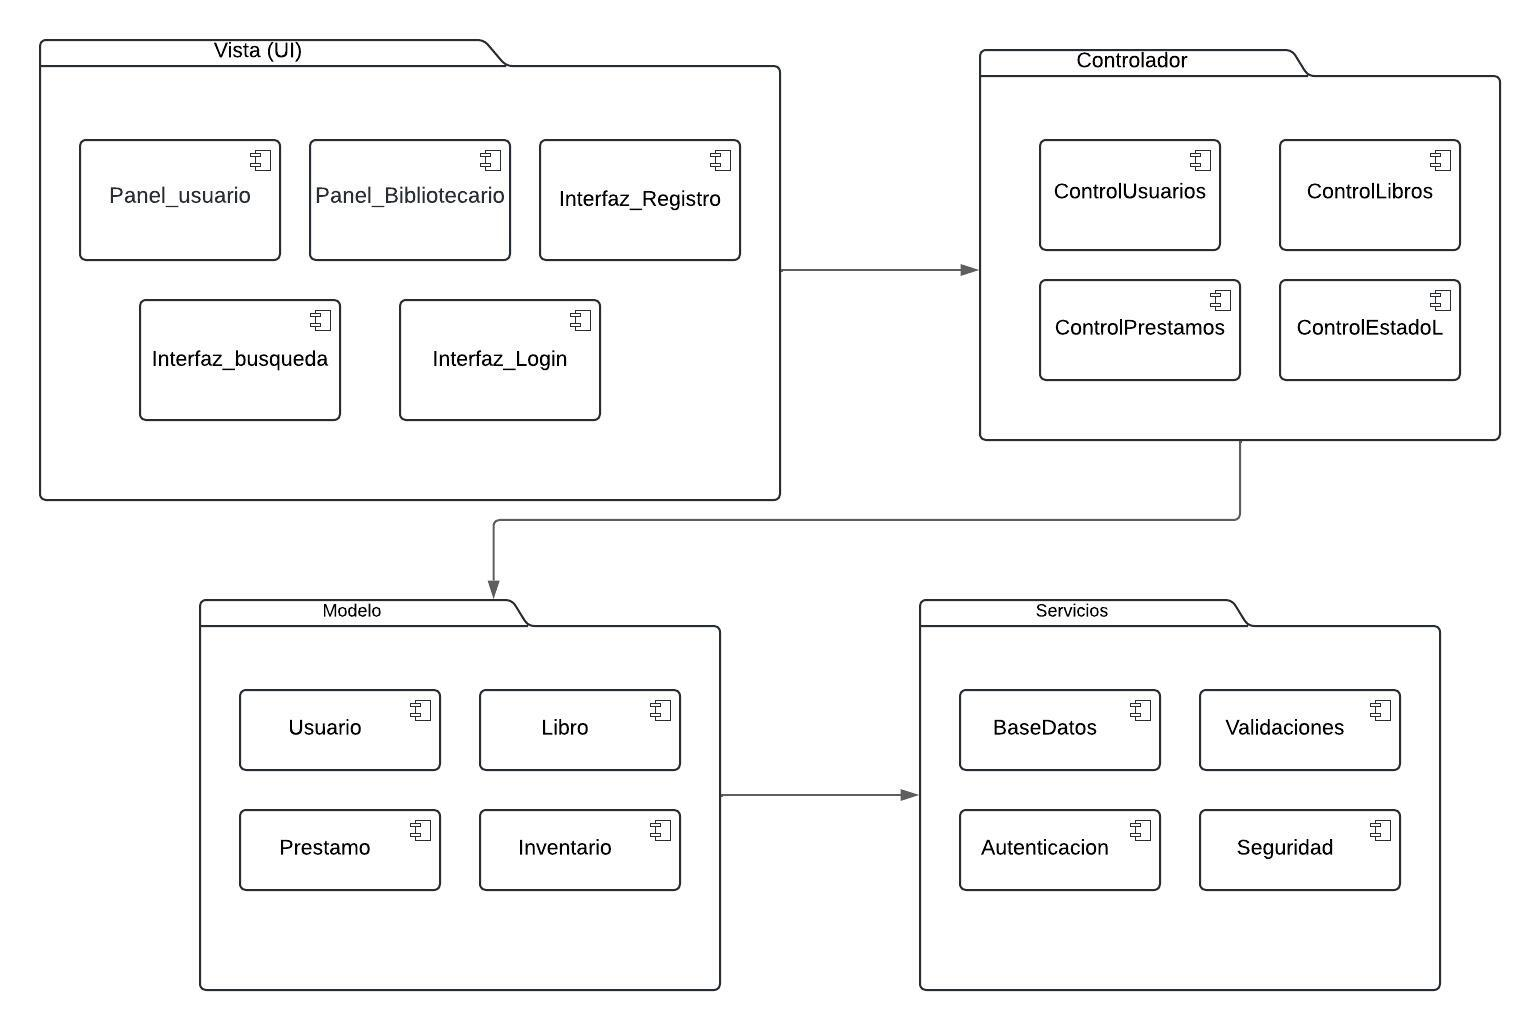 Vista (UI)
Panel_usuario
Panel_Bibliotecario
Interfaz_Registro
Interfaz_busqueda
Interfaz_Login
Controlador
ControlUsuarios
ControlLibros
ControlPrestamos
ControlEstadoL
Modelo
Usuario
Libro
Prestamo
Inventario
Servicios
BaseDatos
Validaciones
Autenticacion
Seguridad